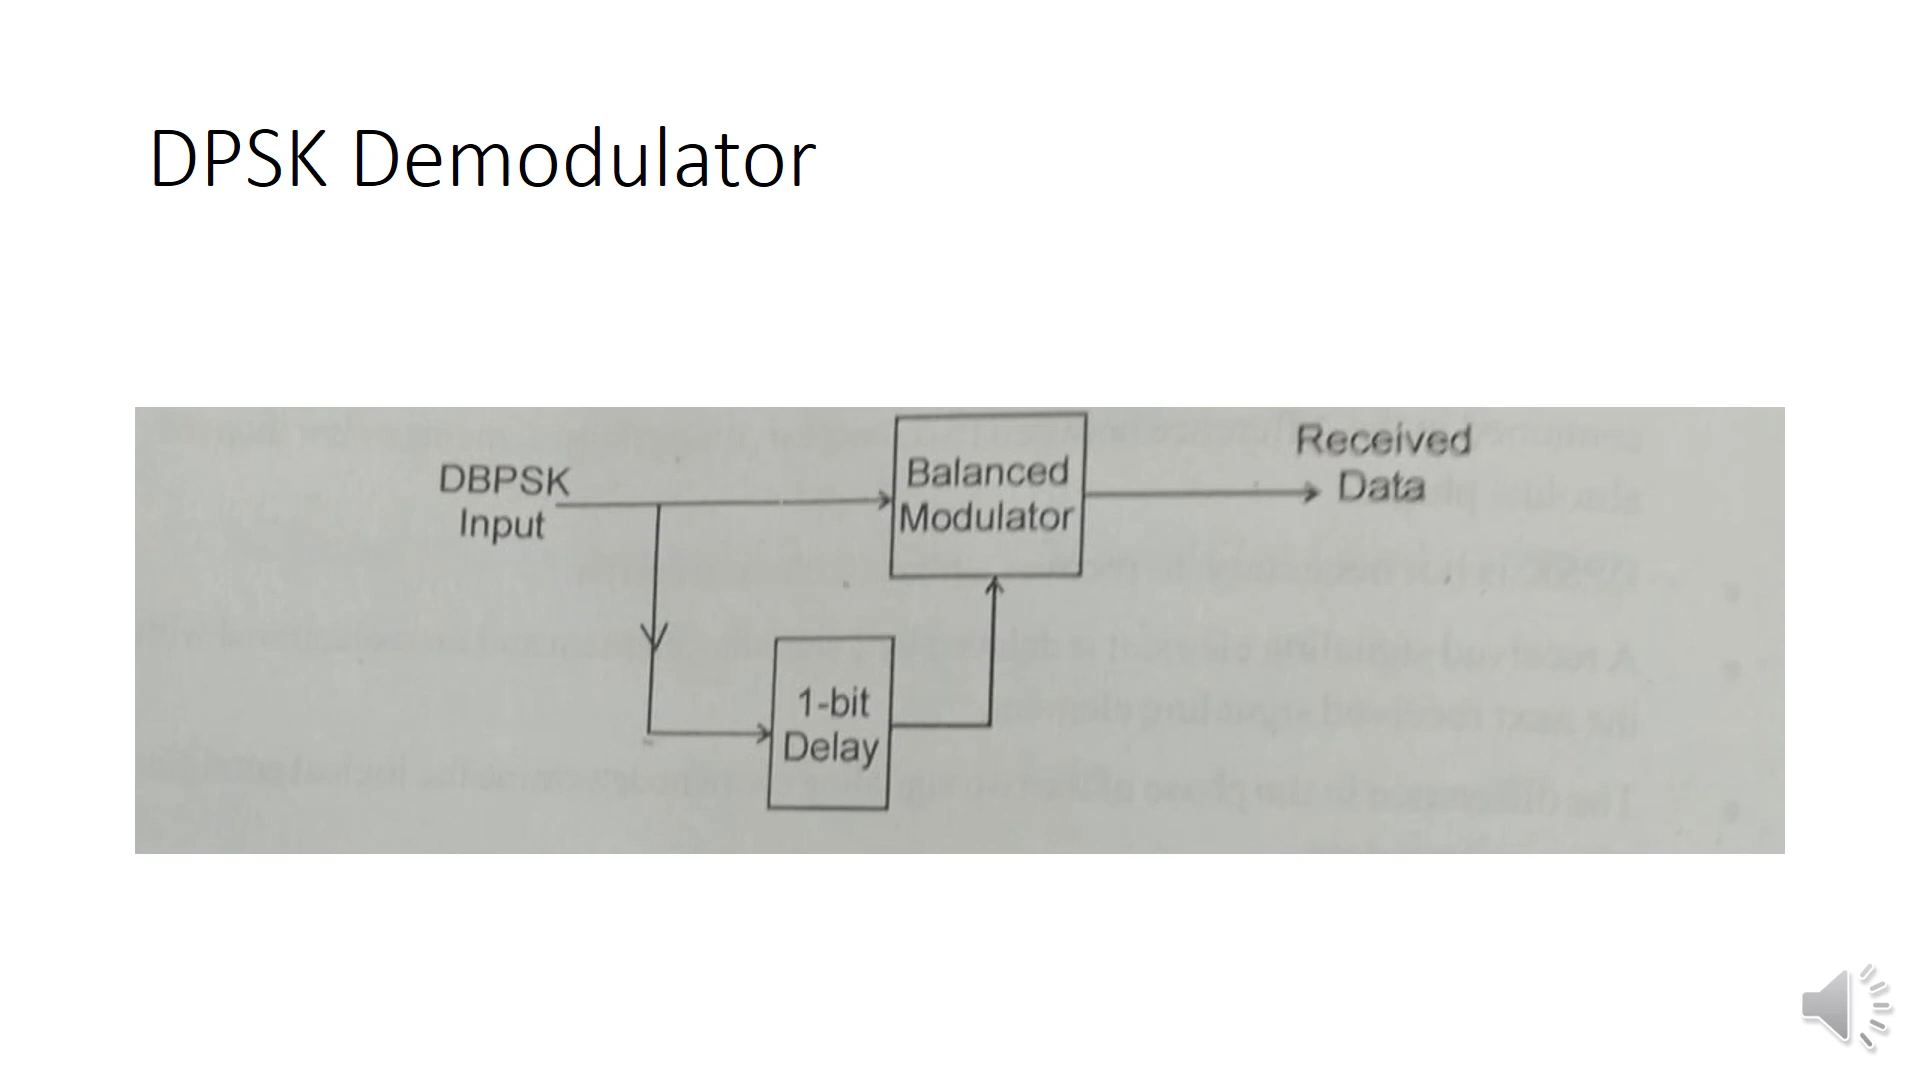 DPSK Demodulator
DBPSK
Input
Balanced
Modulator
Received
Data
1-bit
Delay